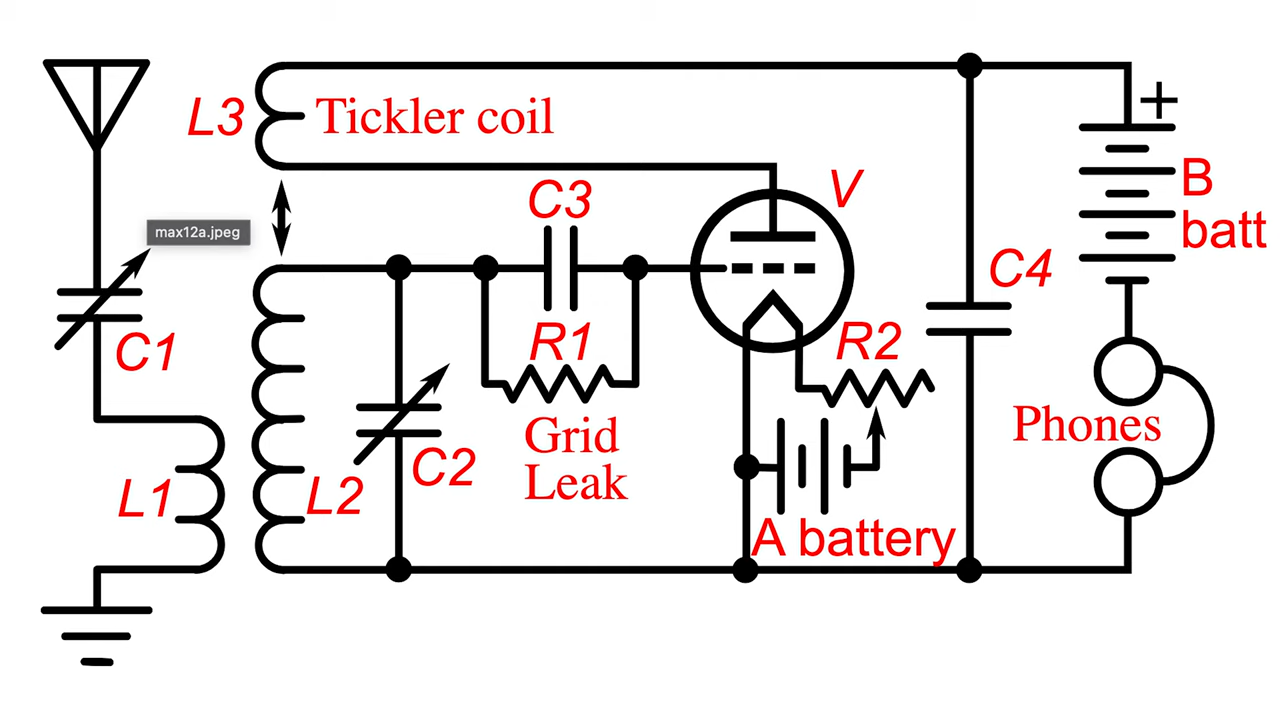 L3
Tickler coil
C3
V
max12a.jpeg
+
B
batt
C1
R1
R2
C4
Grid
Leak
Phones
L1
L2
C2
A battery